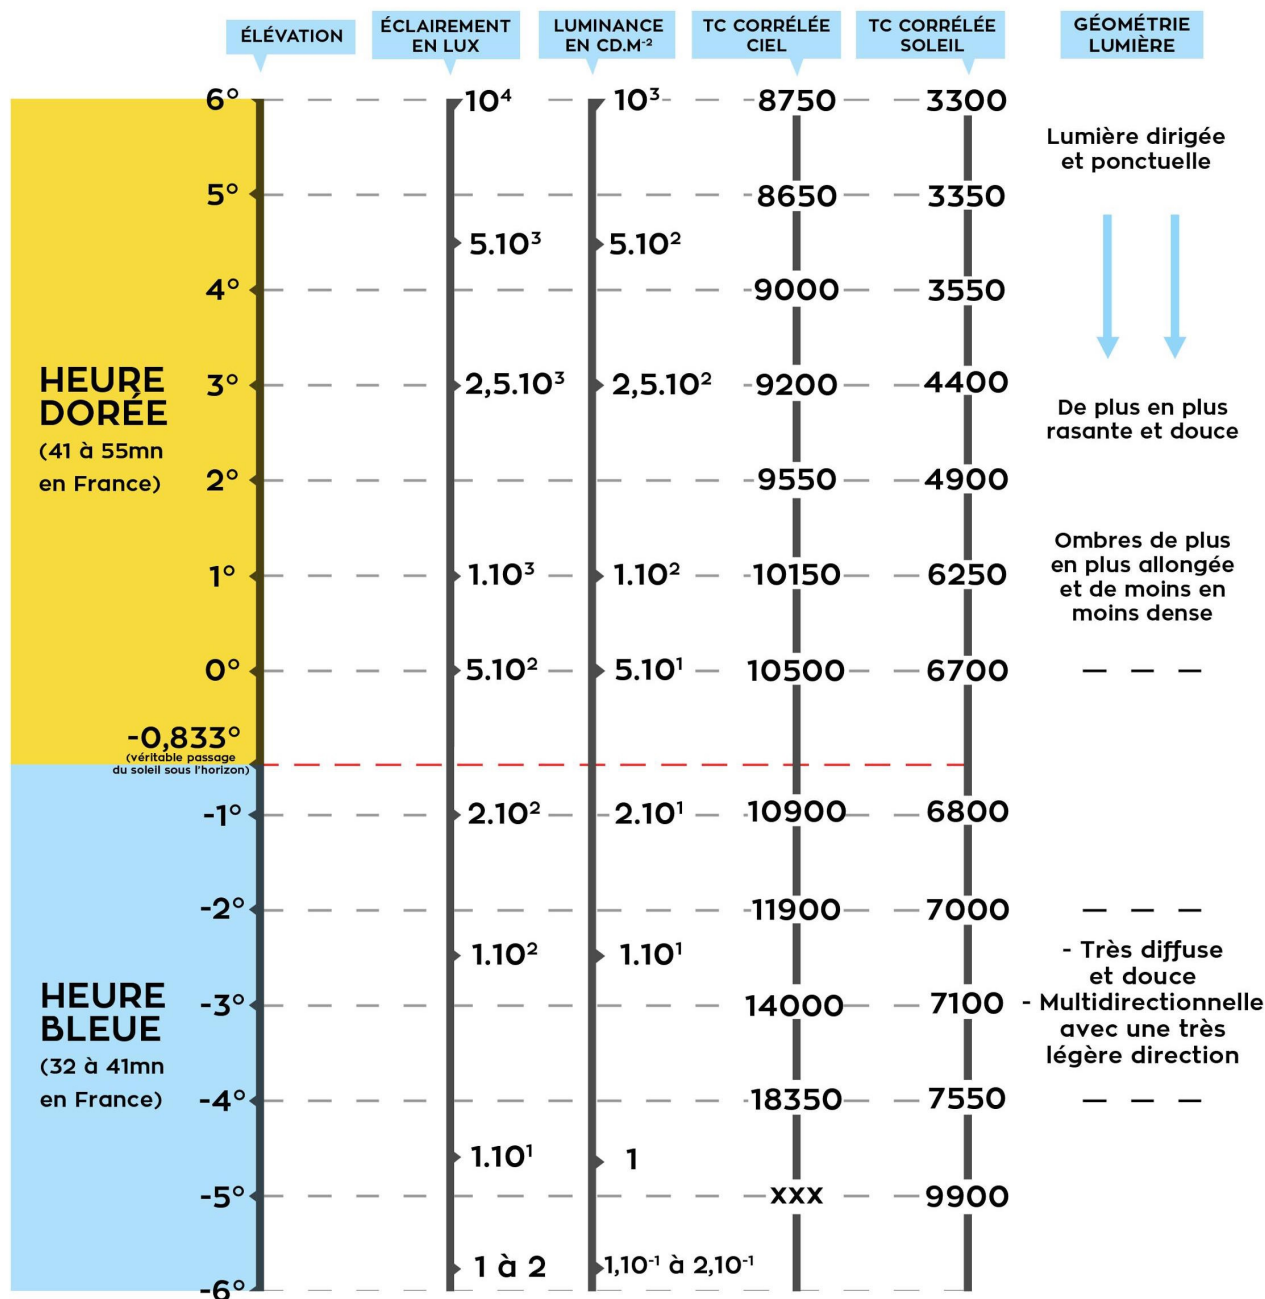 ÉLÉVATION
ÉCLAIREMENT
EN LUX
LUMINANCE
EN CD.M⁻²
TC CORRÉLÉE
CIEL
TC CORRÉLÉE
SOLEIL
GÉOMÉTRIE
LUMIÈRE
6° 10⁴ 10³ 8750 3300
Lumière dirigée
et ponctuelle
5° 8650 3350
5.10³ 5.10²
4° 9000 3550
HEURE
DORÉE
(41 à 55mn
en France)
3° 2,5.10³ 2,5.10² 9200 4400
De plus en plus
rasante et douce
2° 9550 4900
Ombres de plus
en plus allongée
et de moins en
moins dense
1° 1.10³ 1.10² 10150 6250
0° 5.10² 5.10¹ 10500 6700
-0,833°
(véritable passage
du soleil sous l'horizon)
-1° 2.10² 2.10¹ 10900 6800
-2° 11900 7000
1.10² 1.10¹
- Très diffuse
et douce
- Multidirectionnelle
avec une très
légère direction
HEURE
BLEUE
(32 à 41mn
en France)
-3° 14000 7100
-4° 18350 7550
1.10¹ 1
-5° xxx 9900
1 à 2 1,10⁻¹ à 2,10⁻¹
-6°